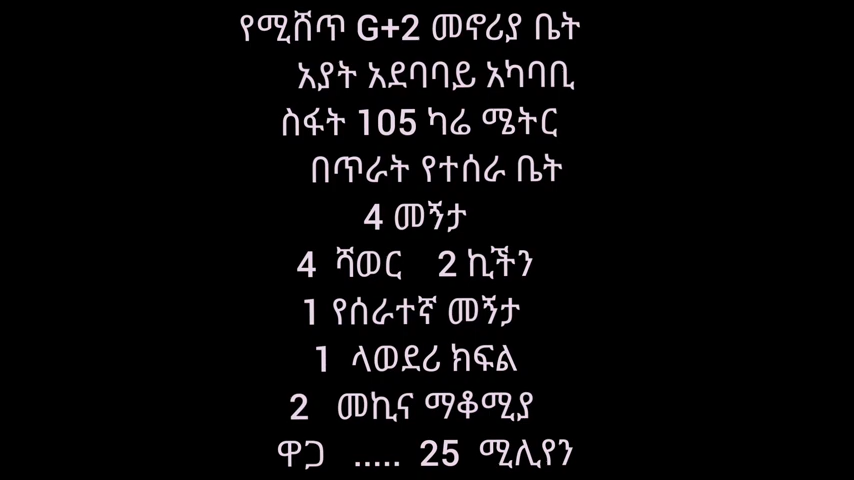 የሚሸጥ G+2 መኖሪያ ቤት
አያት አደባባይ አካባቢ
ስፋት 105 ካሬ ሜትር
በጥራት የተሰራ ቤት
4 መኝታ
4 ሻወር 2 ኪችን
1 የሰራተኛ መኝታ
1 ላወደሪ ክፍል
2 መኪና ማቆሚያ
ዋጋ ..... 25 ሚሊየን